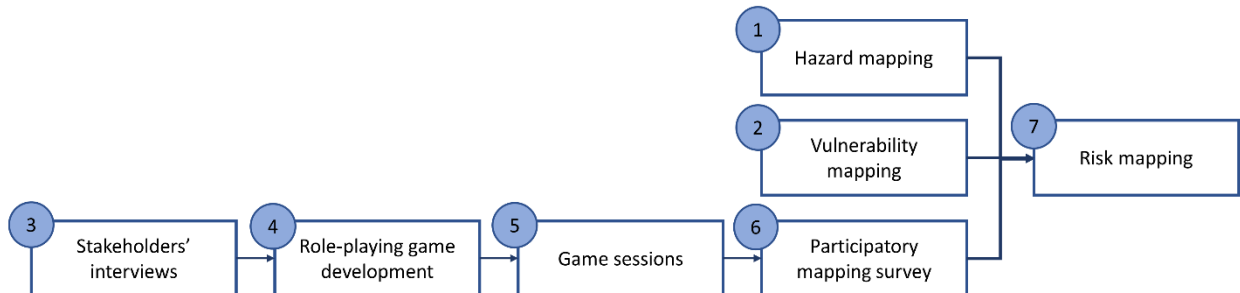 1
Hazard mapping
2
Vulnerability
mapping
7
Risk mapping
3
Stakeholders’
interviews
4
Role-playing game
development
5
Game sessions
6
Participatory
mapping survey